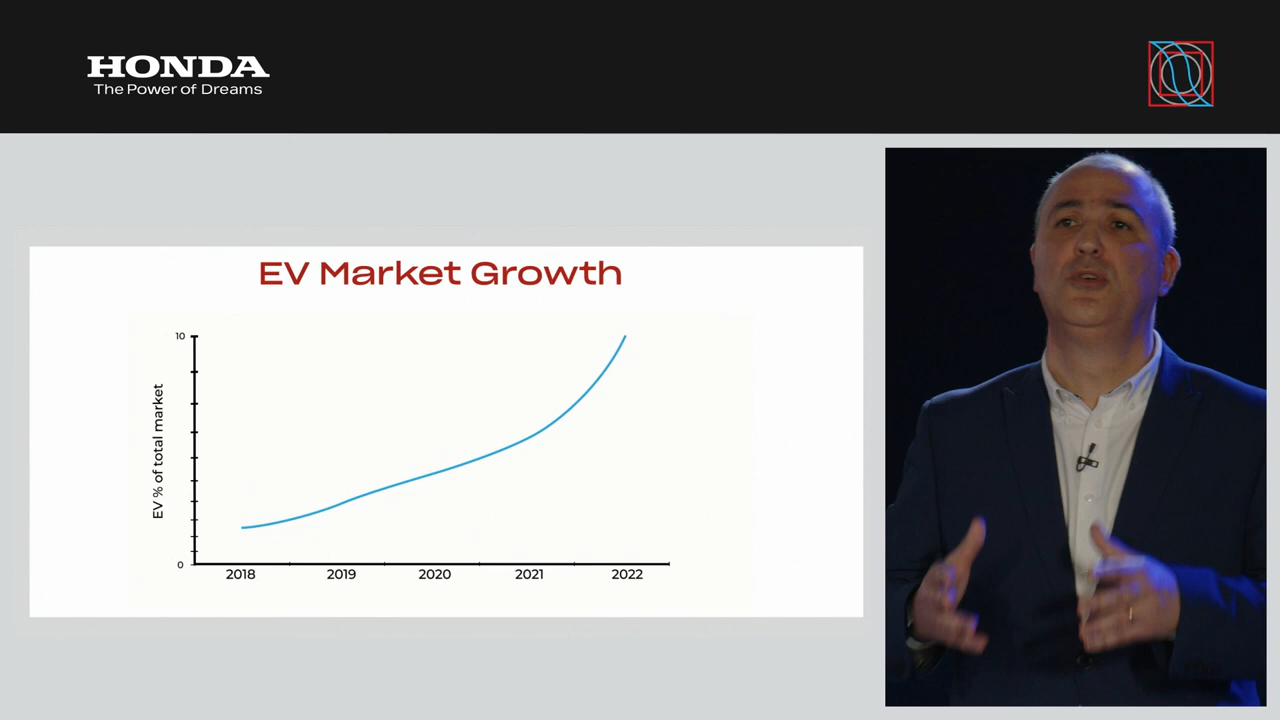 HONDA
The Power of Dreams
EV Market Growth
10
EV % of total market
0
2018 2019 2020 2021 2022